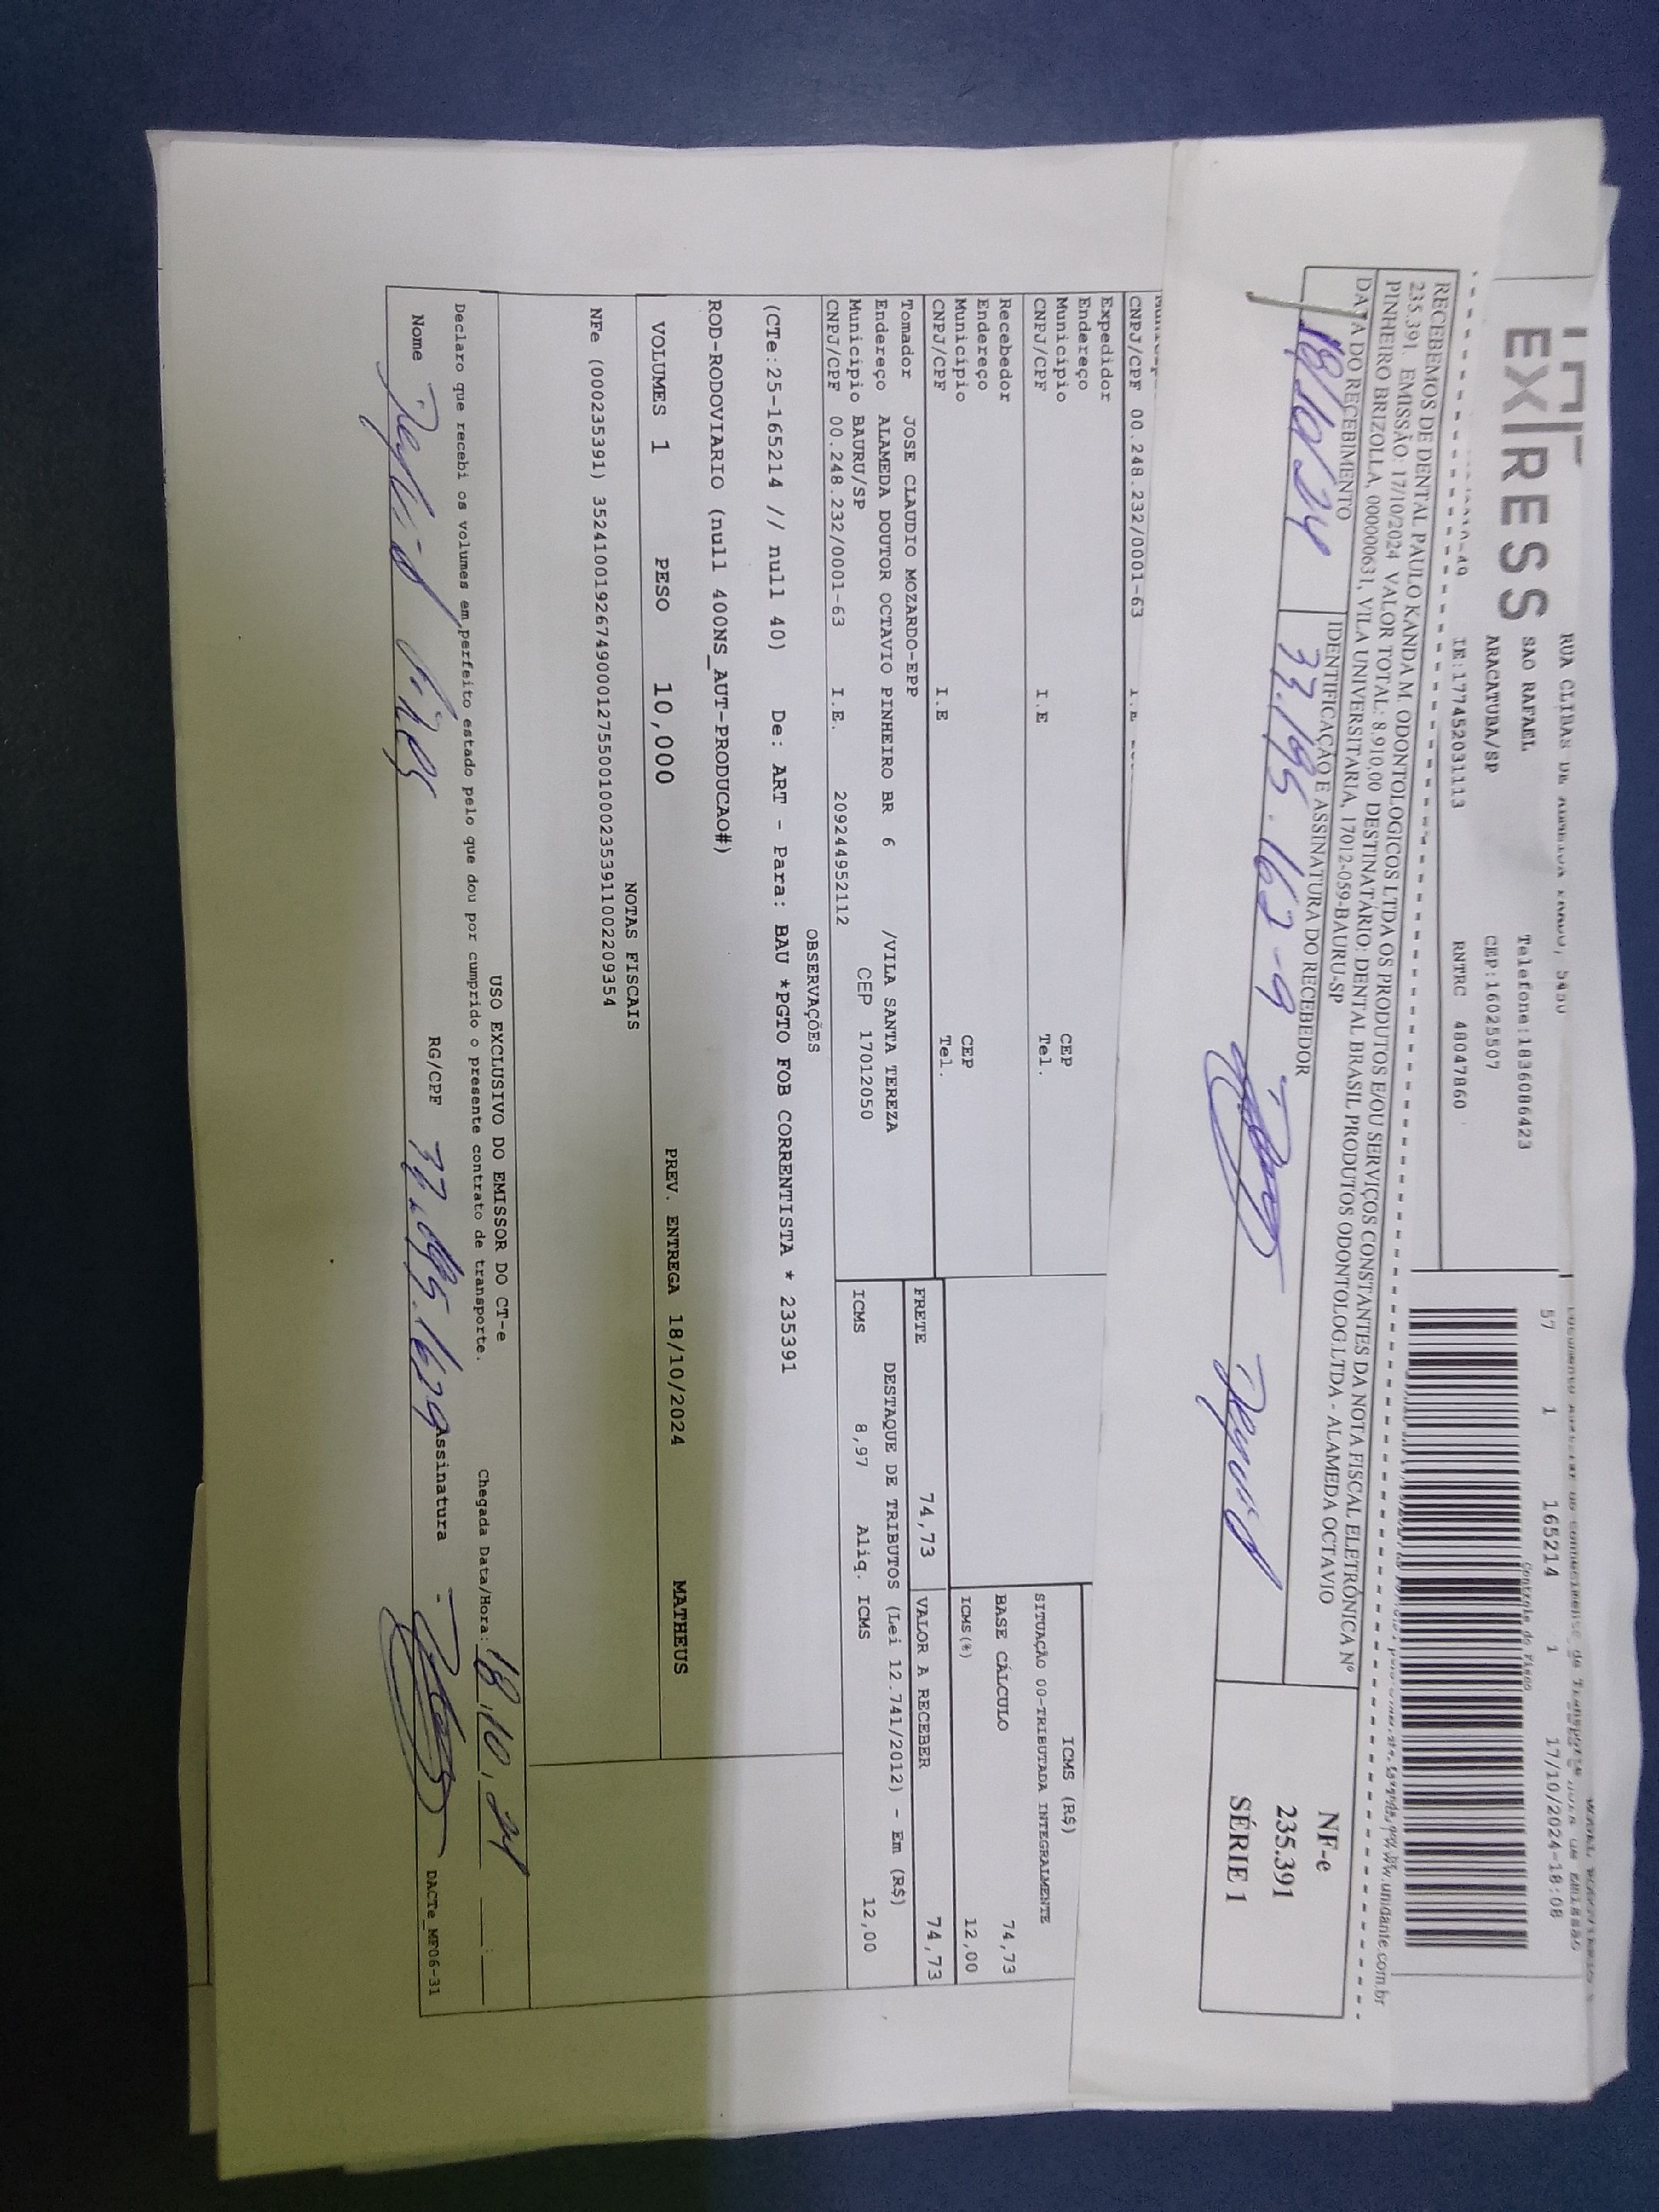 EXPRESS
RUA CLIBAS DE
SAO RAFAEL Telefone:1836086423
ARACATUBA/SP CEP:16025507
IE:177452031113 RNTRC 48047860
57 1 165214 1 17/10/2024-18:08
Controle do Fisco
RECEBEMOS DE DENTAL PAULO KANDA M. ODONTOLOGICOS LTDA OS PRODUTOS E/OU SERVIÇOS CONSTANTES DA NOTA FISCAL ELETRÔNICA Nº
235.391. EMISSÃO: 17/10/2024 VALOR TOTAL: 8.910,00 DESTINATÁRIO: DENTAL BRASIL PRODUTOS ODONTOLOG.LTDA - ALAMEDA OCTAVIO
PINHEIRO BRIZOLLA, 000000631, VILA UNIVERSITARIA, 17012-059-BAURU-SP
DATA DO RECEBIMENTO IDENTIFICAÇÃO E ASSINATURA DO RECEBEDOR
18/10/24
NF-e
235.391
SÉRIE 1
CNPJ/CPF 00.248.232/0001-63
Expedidor
Endereço
Município CEP
CNPJ/CPF I.E Tel.
Recebedor
Endereço
Município CEP
CNPJ/CPF I.E Tel.
ICMS (R$)
SITUAÇÃO 00-TRIBUTADA INTEGRALMENTE
BASE CÁLCULO 74,73
ICMS(%) 12,00
Tomador JOSE CLAUDIO MOZARDO-EPP
Endereço ALAMEDA DOUTOR OCTAVIO PINHEIRO BR 6 /VILA SANTA TEREZA
Município BAURU/SP CEP 17012050
CNPJ/CPF 00.248.232/0001-63 I.E. 209244952112
FRETE 74,73 VALOR A RECEBER 74,73
DESTAQUE DE TRIBUTOS (Lei 12.741/2012) - Em (R$)
ICMS 8,97 Aliq. ICMS 12,00
OBSERVAÇÕES
(CTe:25-165214 // null 40) De: ART - Para: BAU *PGTO FOB CORRENTISTA * 235391
ROD-RODOVIARIO (null 400NS_AUT-PRODUCAO#)
VOLUMES 1 PESO 10,000 PREV. ENTREGA 18/10/2024 MATHEUS
NOTAS FISCAIS
NFe (000235391) 35241001926749000127550010002353911002209354
USO EXCLUSIVO DO EMISSOR DO CT-e
Declaro que recebi os volumes em perfeito estado pelo que dou por cumprido o presente contrato de transporte.
Chegada Data/Hora: 18/10/24
Nome RG/CPF Assinatura
DACTe_MF06-31